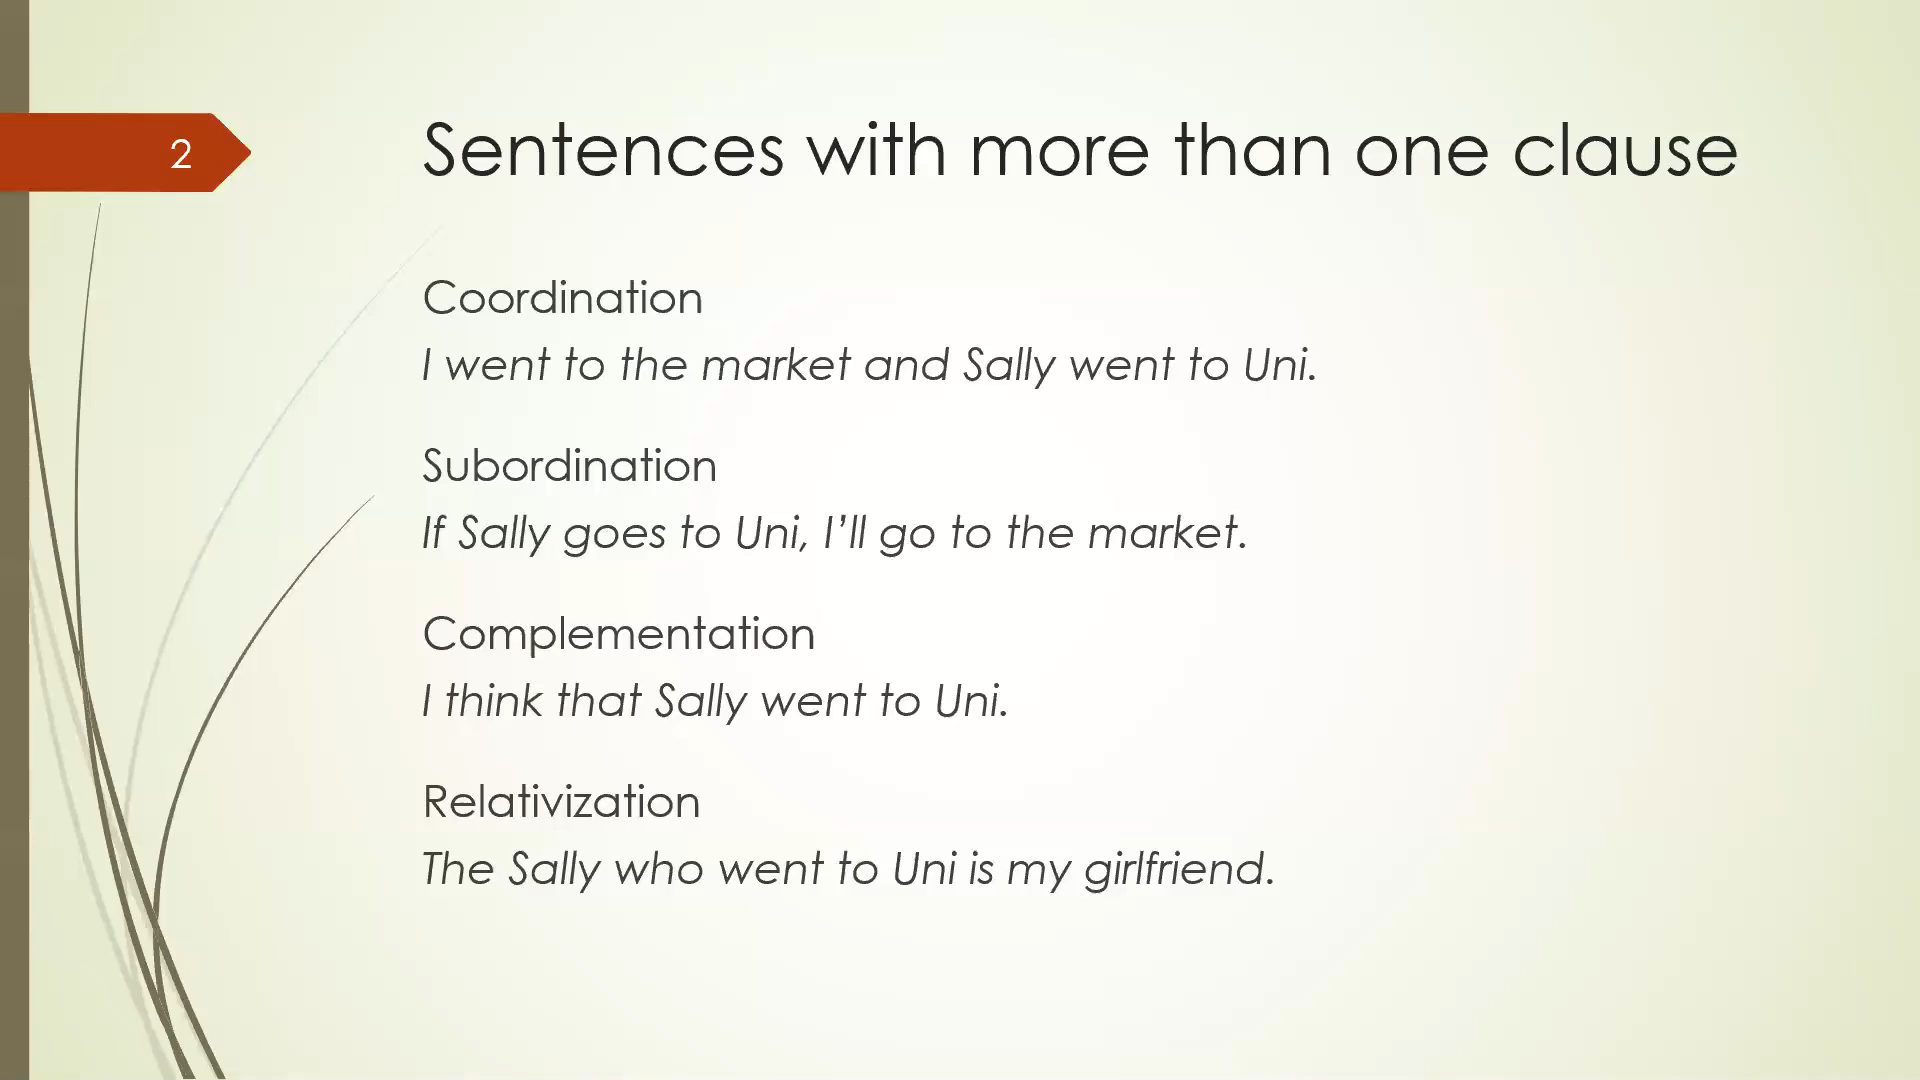 2
Sentences with more than one clause
Coordination
I went to the market and Sally went to Uni.
Subordination
If Sally goes to Uni, I’ll go to the market.
Complementation
I think that Sally went to Uni.
Relativization
The Sally who went to Uni is my girlfriend.